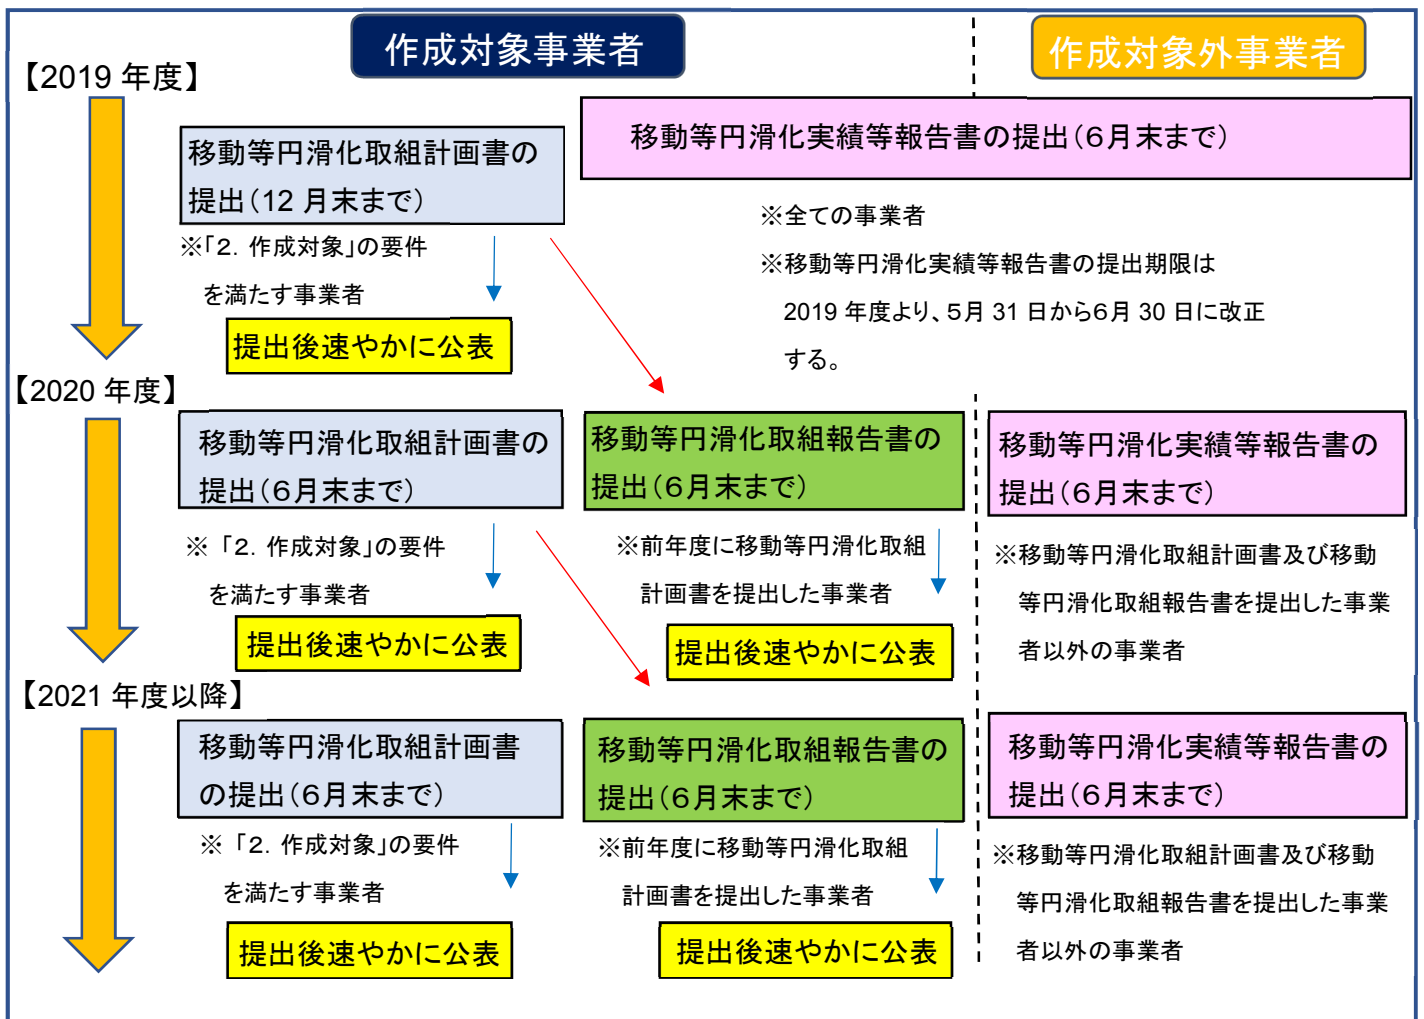 作成対象事業者
作成対象外事業者
【2019 年度】
移動等円滑化取組計画書の
提出（12 月末まで）
※「２．作成対象」の要件
を満たす事業者
提出後速やかに公表
移動等円滑化実績等報告書の提出（６月末まで）
※全ての事業者
※移動等円滑化実績等報告書の提出期限は
2019 年度より、５月 31 日から６月 30 日に改正
する。
【2020 年度】
移動等円滑化取組計画書の
提出（６月末まで）
※「２．作成対象」の要件
を満たす事業者
提出後速やかに公表
移動等円滑化取組報告書の
提出（６月末まで）
※前年度に移動等円滑化取組
計画書を提出した事業者
提出後速やかに公表
移動等円滑化実績等報告書の
提出（６月末まで）
※移動等円滑化取組計画書及び移動
等円滑化取組報告書を提出した事業
者以外の事業者
【2021 年度以降】
移動等円滑化取組計画書
の提出（６月末まで）
※「２．作成対象」の要件
を満たす事業者
提出後速やかに公表
移動等円滑化取組報告書の
提出（６月末まで）
※前年度に移動等円滑化取組
計画書を提出した事業者
提出後速やかに公表
移動等円滑化実績等報告書の
提出（６月末まで）
※移動等円滑化取組計画書及び移動
等円滑化取組報告書を提出した事業
者以外の事業者